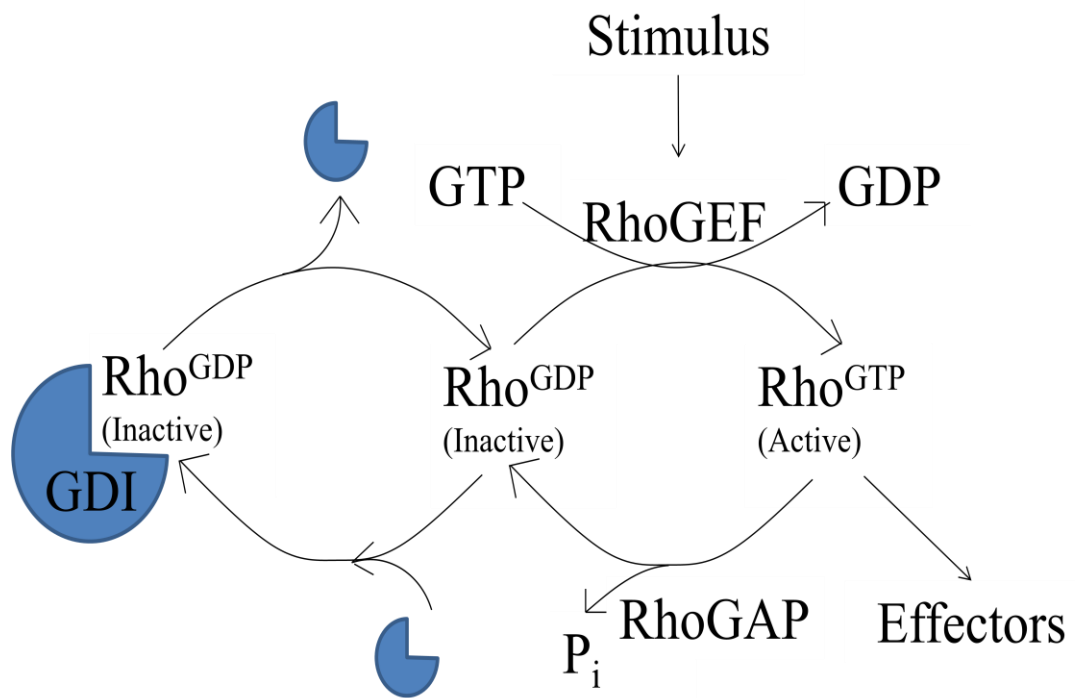 Stimulus
GTP
GDP
RhoGEF
Rho^GDP
(Inactive)
GDI
Rho^GDP
(Inactive)
Rho^GTP
(Active)
P_i
RhoGAP
Effectors